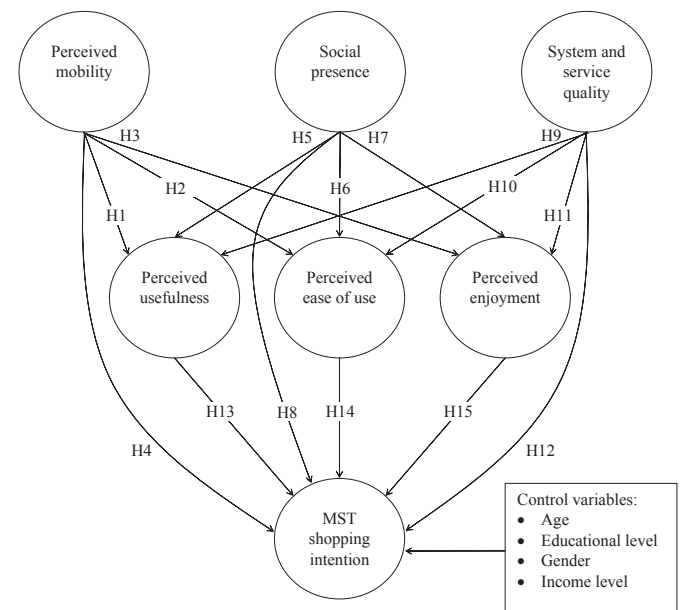 Perceived
mobility
Social
presence
System and
service
quality
H3
H5
H7
H9
H2
H6
H10
H1
H11
Perceived
usefulness
Perceived
ease of use
Perceived
enjoyment
H13
H8
H14
H15
H4
H12
MST
shopping
intention
Control variables:
• Age
• Educational level
• Gender
• Income level